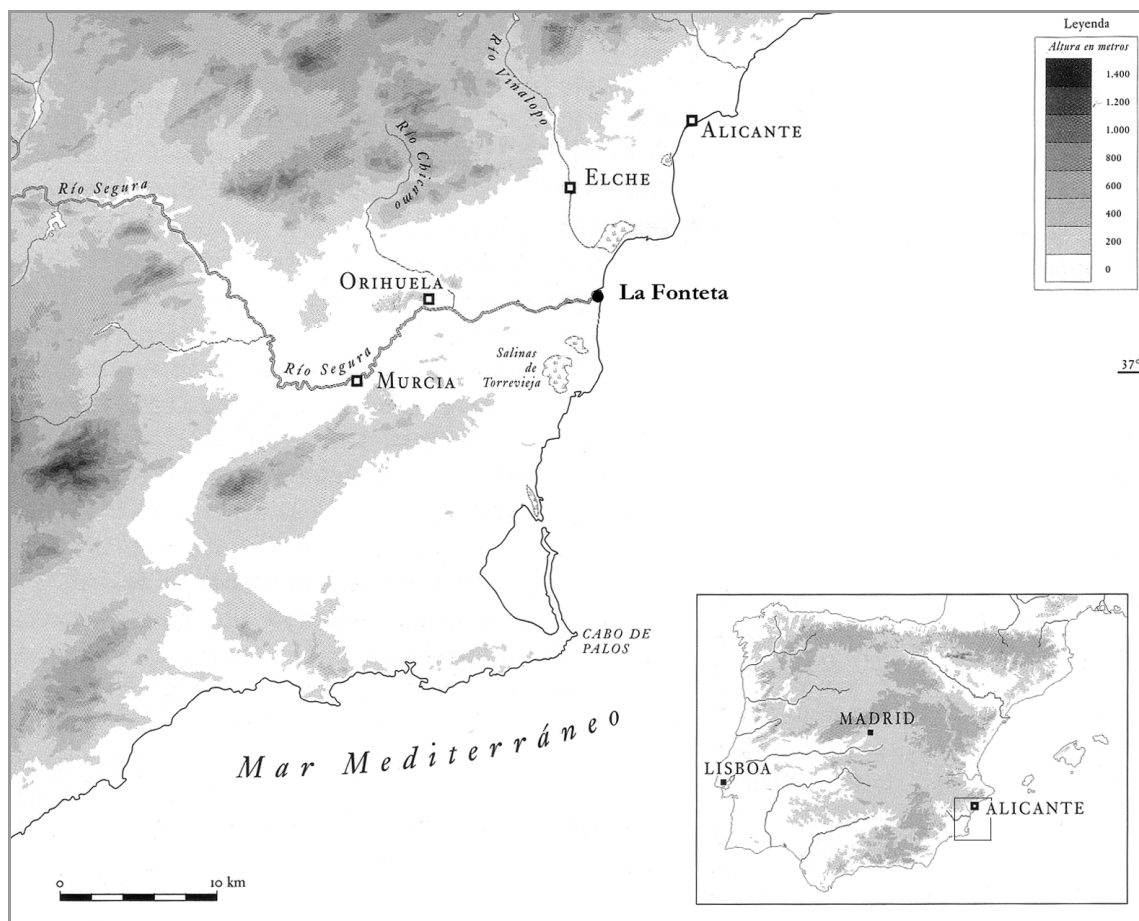 Leyenda
Altura en metros
1.400
1.200
1.000
800
600
400
200
0
Río Vinalopo
Río Chicamo
ALICANTE
ELCHE
Río Segura
ORIHUELA
La Fonteta
Río Segura
MURCIA
Salinas
de
Torrevieja
37°
CABO DE
PALOS
Mar Mediterráneo
0 10 km
MADRID
LISBOA
ALICANTE